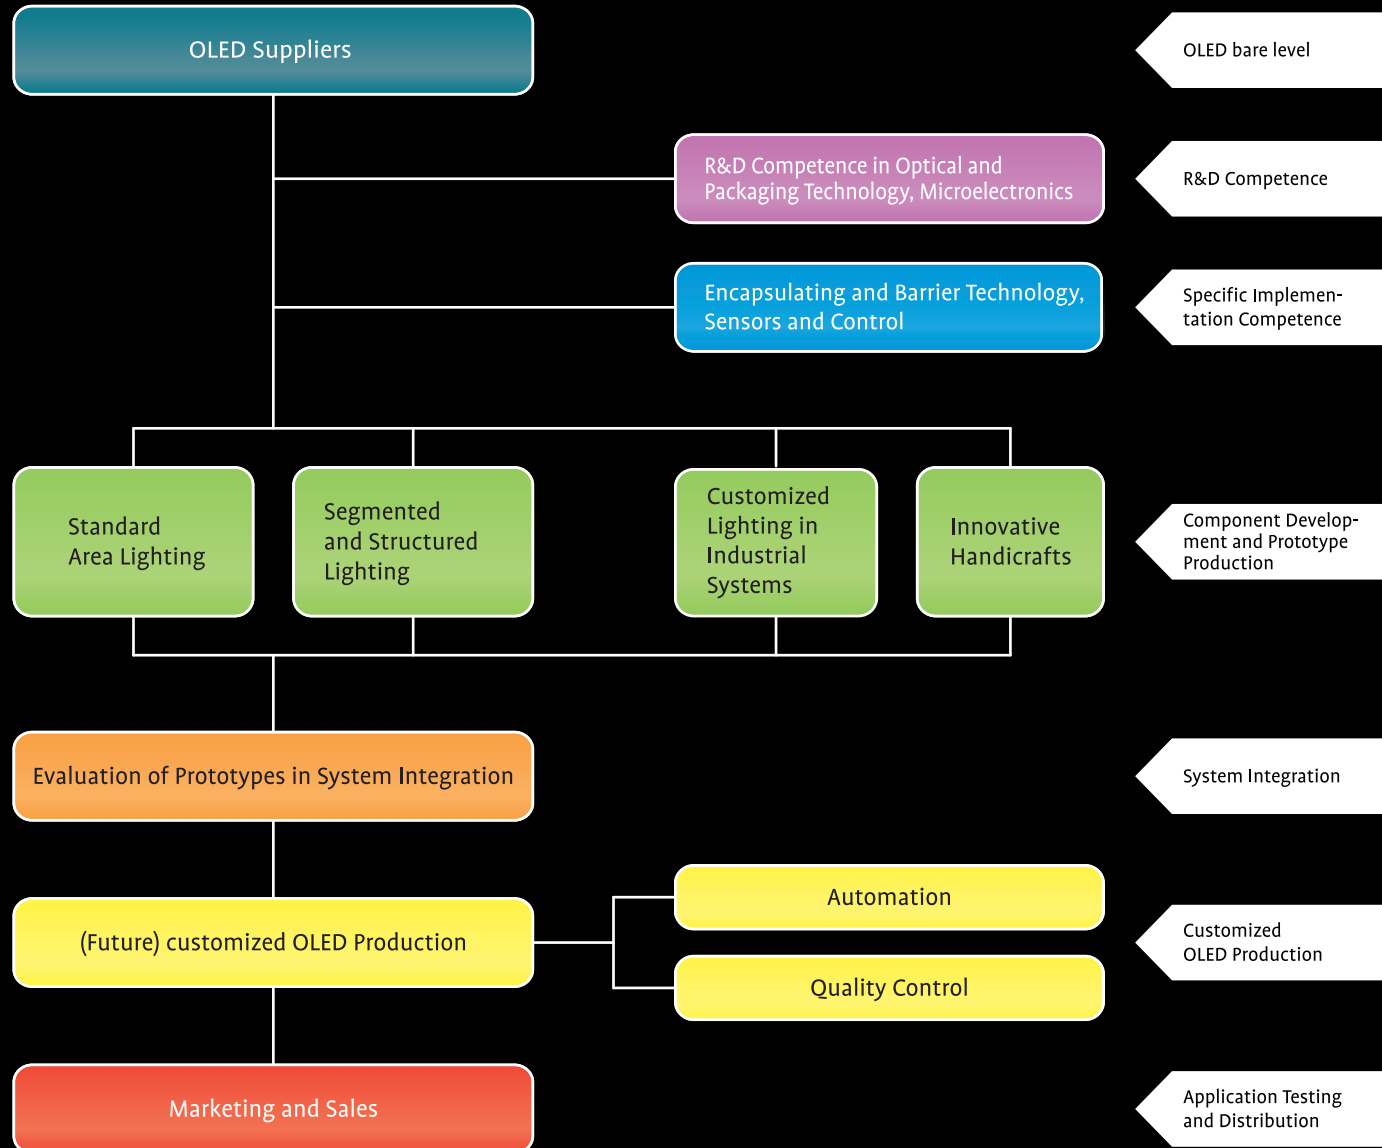 OLED Suppliers
OLED bare level
R&D Competence in Optical and
Packaging Technology, Microelectronics
R&D Competence
Encapsulating and Barrier Technology,
Sensors and Control
Specific Implemen-
tation Competence
Standard
Area Lighting
Segmented
and Structured
Lighting
Customized
Lighting in
Industrial
Systems
Innovative
Handicrafts
Component Develop-
ment and Prototype
Production
Evaluation of Prototypes in System Integration
System Integration
(Future) customized OLED Production
Automation
Quality Control
Customized
OLED Production
Marketing and Sales
Application Testing
and Distribution